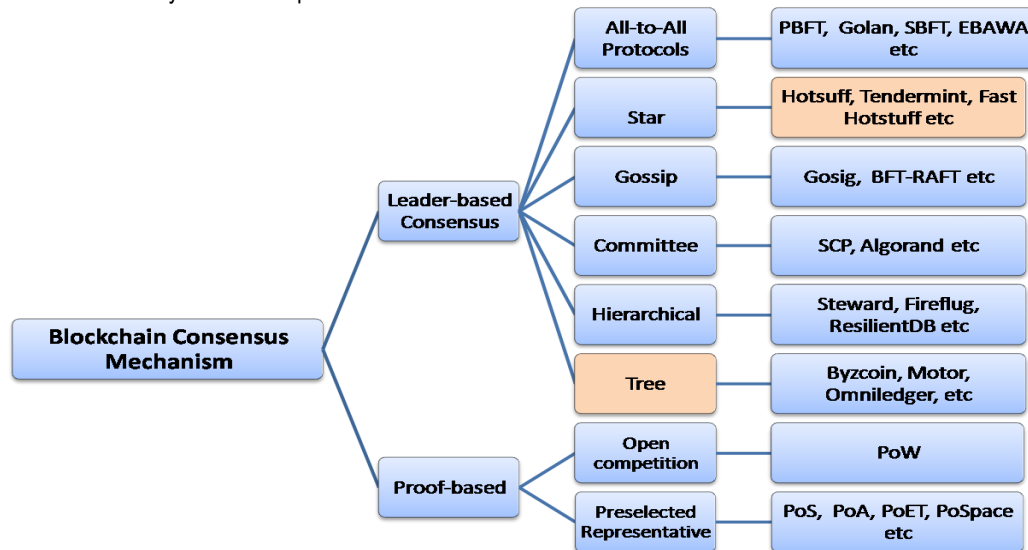 All-to-All
Protocols
PBFT, Golan, SBFT, EBAWA
etc
Star
Hotsuff, Tendermint, Fast
Hotstuff etc
Gossip
Gosig, BFT-RAFT etc
Leader-based
Consensus
Committee
SCP, Algorand etc
Hierarchical
Steward, Fireflug,
ResilientDB etc
Blockchain Consensus
Mechanism
Tree
Byzcoin, Motor,
Omniledger, etc
Open
competition
PoW
Proof-based
Preselected
Representative
PoS, PoA, PoET, PoSpace
etc